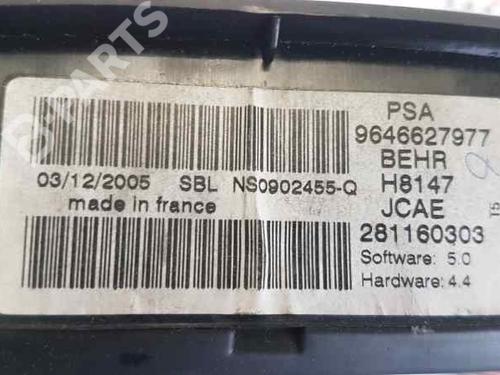 B-PARTS
PSA
9646627977
BEHR
03/12/2005 SBL NS0902455-Q H8147
made in france JCAE
281160303
Software: 5.0
Hardware: 4.4